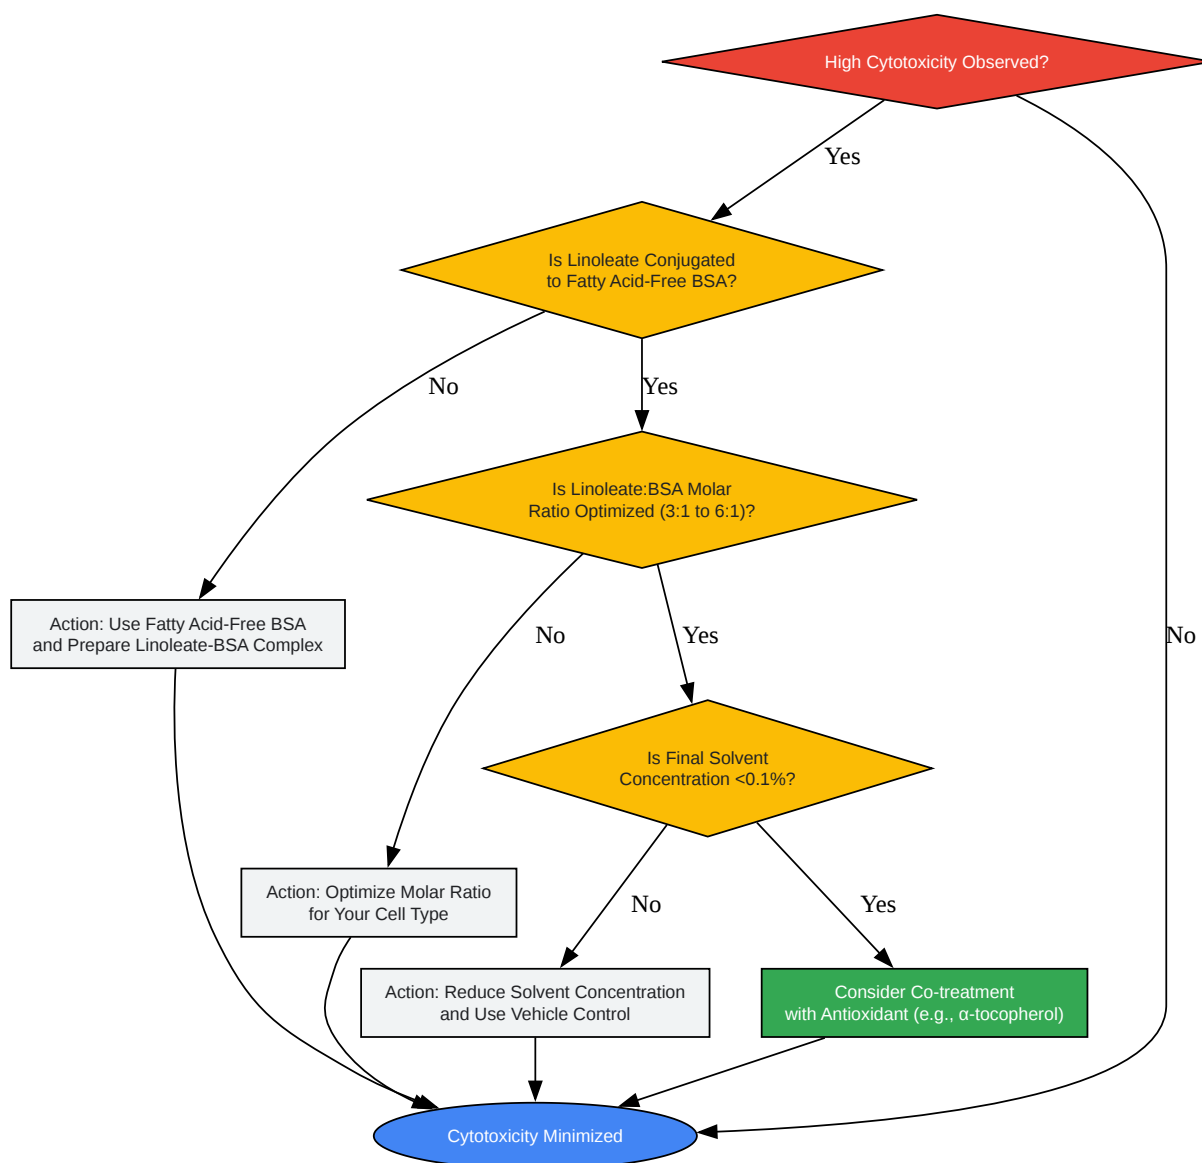 High Cytotoxicity Observed?
Yes
Is Linoleate Conjugated
to Fatty Acid-Free BSA?
No
Yes
Is Linoleate:BSA Molar
Ratio Optimized (3:1 to 6:1)?
Action: Use Fatty Acid-Free BSA
and Prepare Linoleate-BSA Complex
No
Yes
No
Is Final Solvent
Concentration <0.1%?
Action: Optimize Molar Ratio
for Your Cell Type
No
Yes
Action: Reduce Solvent Concentration
and Use Vehicle Control
Consider Co-treatment
with Antioxidant (e.g., α-tocopherol)
Cytotoxicity Minimized